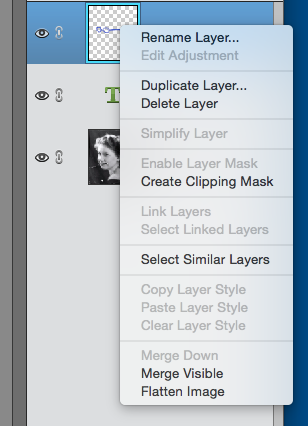 Rename Layer...
Edit Adjustment
Duplicate Layer...
Delete Layer
Simplify Layer
Enable Layer Mask
Create Clipping Mask
Link Layers
Select Linked Layers
Select Similar Layers
Copy Layer Style
Paste Layer Style
Clear Layer Style
Merge Down
Merge Visible
Flatten Image